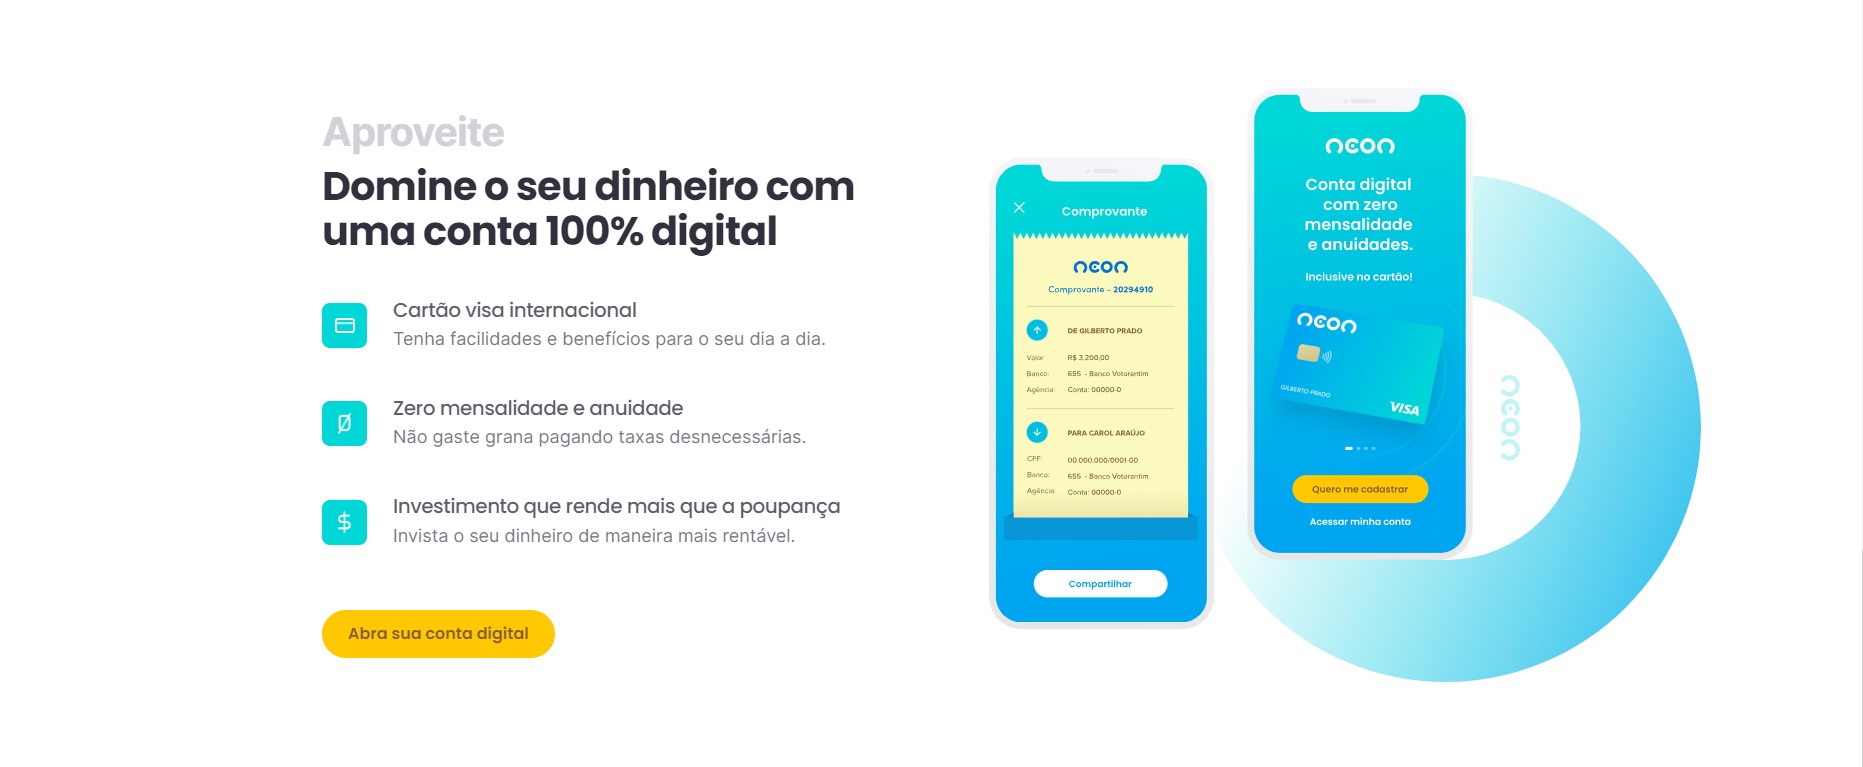 Aproveite
Domine o seu dinheiro com
uma conta 100% digital
Cartão visa internacional
Tenha facilidades e benefícios para o seu dia a dia.
Zero mensalidade e anuidade
Não gaste grana pagando taxas desnecessárias.
Investimento que rende mais que a poupança
Invista o seu dinheiro de maneira mais rentável.
Abra sua conta digital
Comprovante
neon
Comprovante - 20294910
DE GILBERTO PRADO
Valor R$ 3.200.00
Banco: 655 - Banco Votorantim
Agência: Conta: 00000-0
PARA CAROL ARAÚJO
CPF: 00.000.000/0001-00
Banco: 655 - Banco Votorantim
Agência: Conta: 00000-0
Compartilhar
neon
Conta digital
com zero
mensalidade
e anuidades.
Inclusive no cartão!
neon
GILBERTO PRADO
VISA
Quero me cadastrar
Acessar minha conta
neon